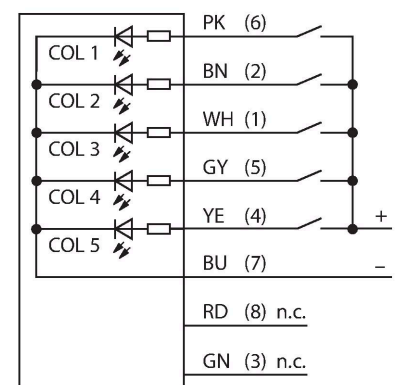 PK (6)
COL 1
BN (2)
COL 2
WH (1)
COL 3
GY (5)
COL 4
YE (4)
+
COL 5
BU (7)
–
RD (8) n.c.
GN (3) n.c.